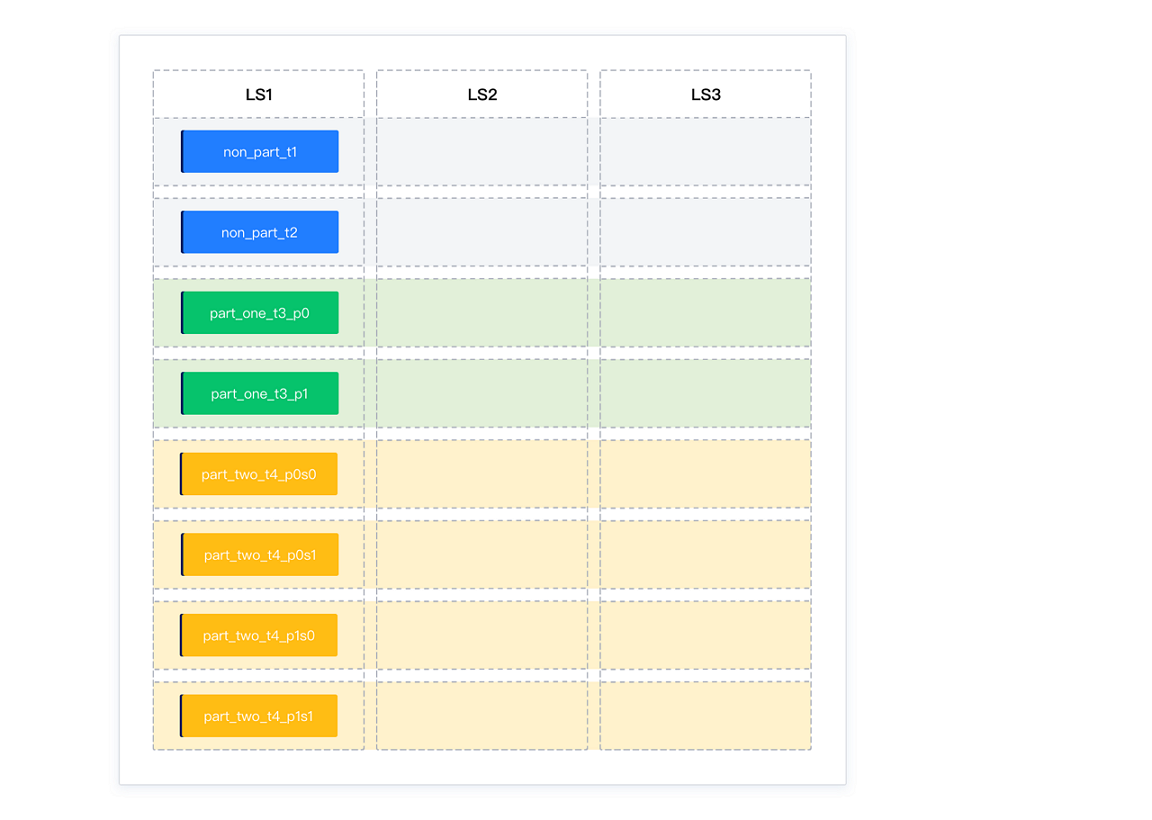 LS1 LS2 LS3
non_part_t1
non_part_t2
part_one_t3_p0
part_one_t3_p1
part_two_t4_p0s0
part_two_t4_p0s1
part_two_t4_p1s0
part_two_t4_p1s1